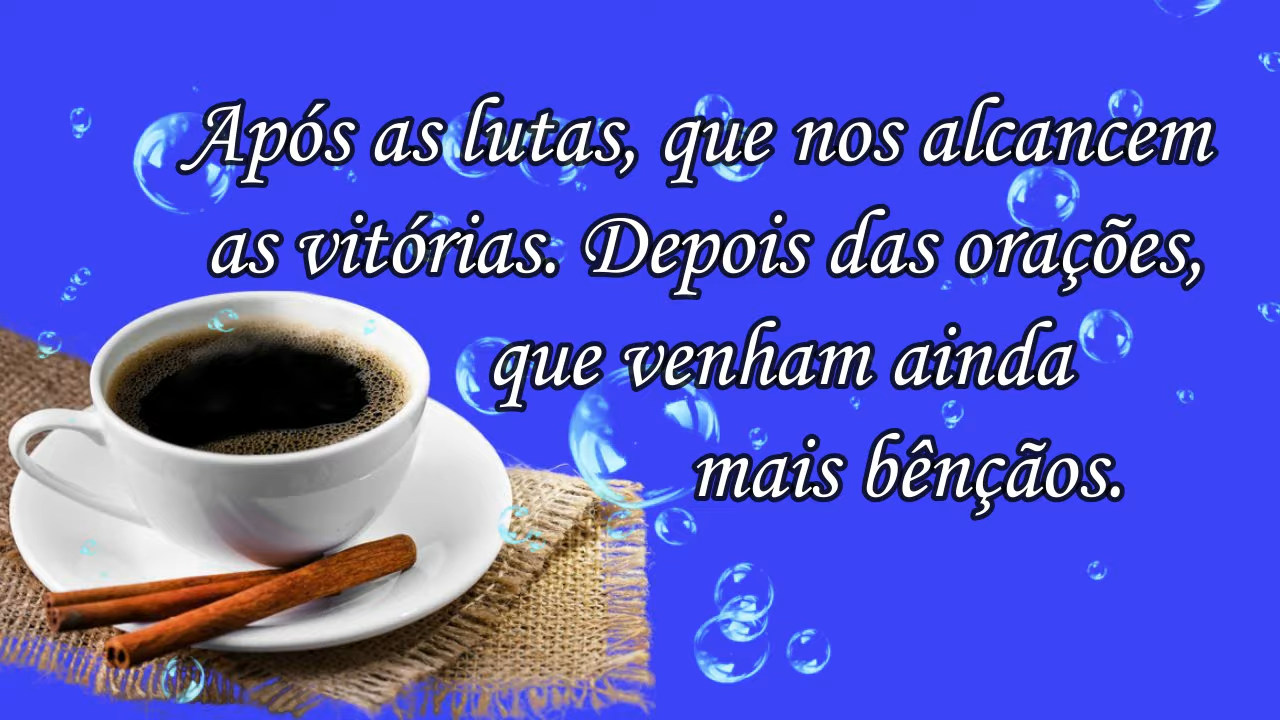 Após as lutas, que nos alcancem
as vitórias. Depois das orações,
que venham ainda
mais bênçãos.